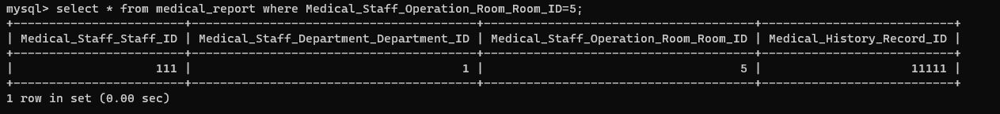 mysql> select * from medical_report where Medical_Staff_Operation_Room_Room_ID=5;
+-------------------------+----------------------------------------+--------------------------------------+---------------------------+
| Medical_Staff_Staff_ID | Medical_Staff_Department_Department_ID | Medical_Staff_Operation_Room_Room_ID | Medical_History_Record_ID |
+-------------------------+----------------------------------------+--------------------------------------+---------------------------+
| 111 | 1 | 5 | 11111 |
+-------------------------+----------------------------------------+--------------------------------------+---------------------------+
1 row in set (0.00 sec)